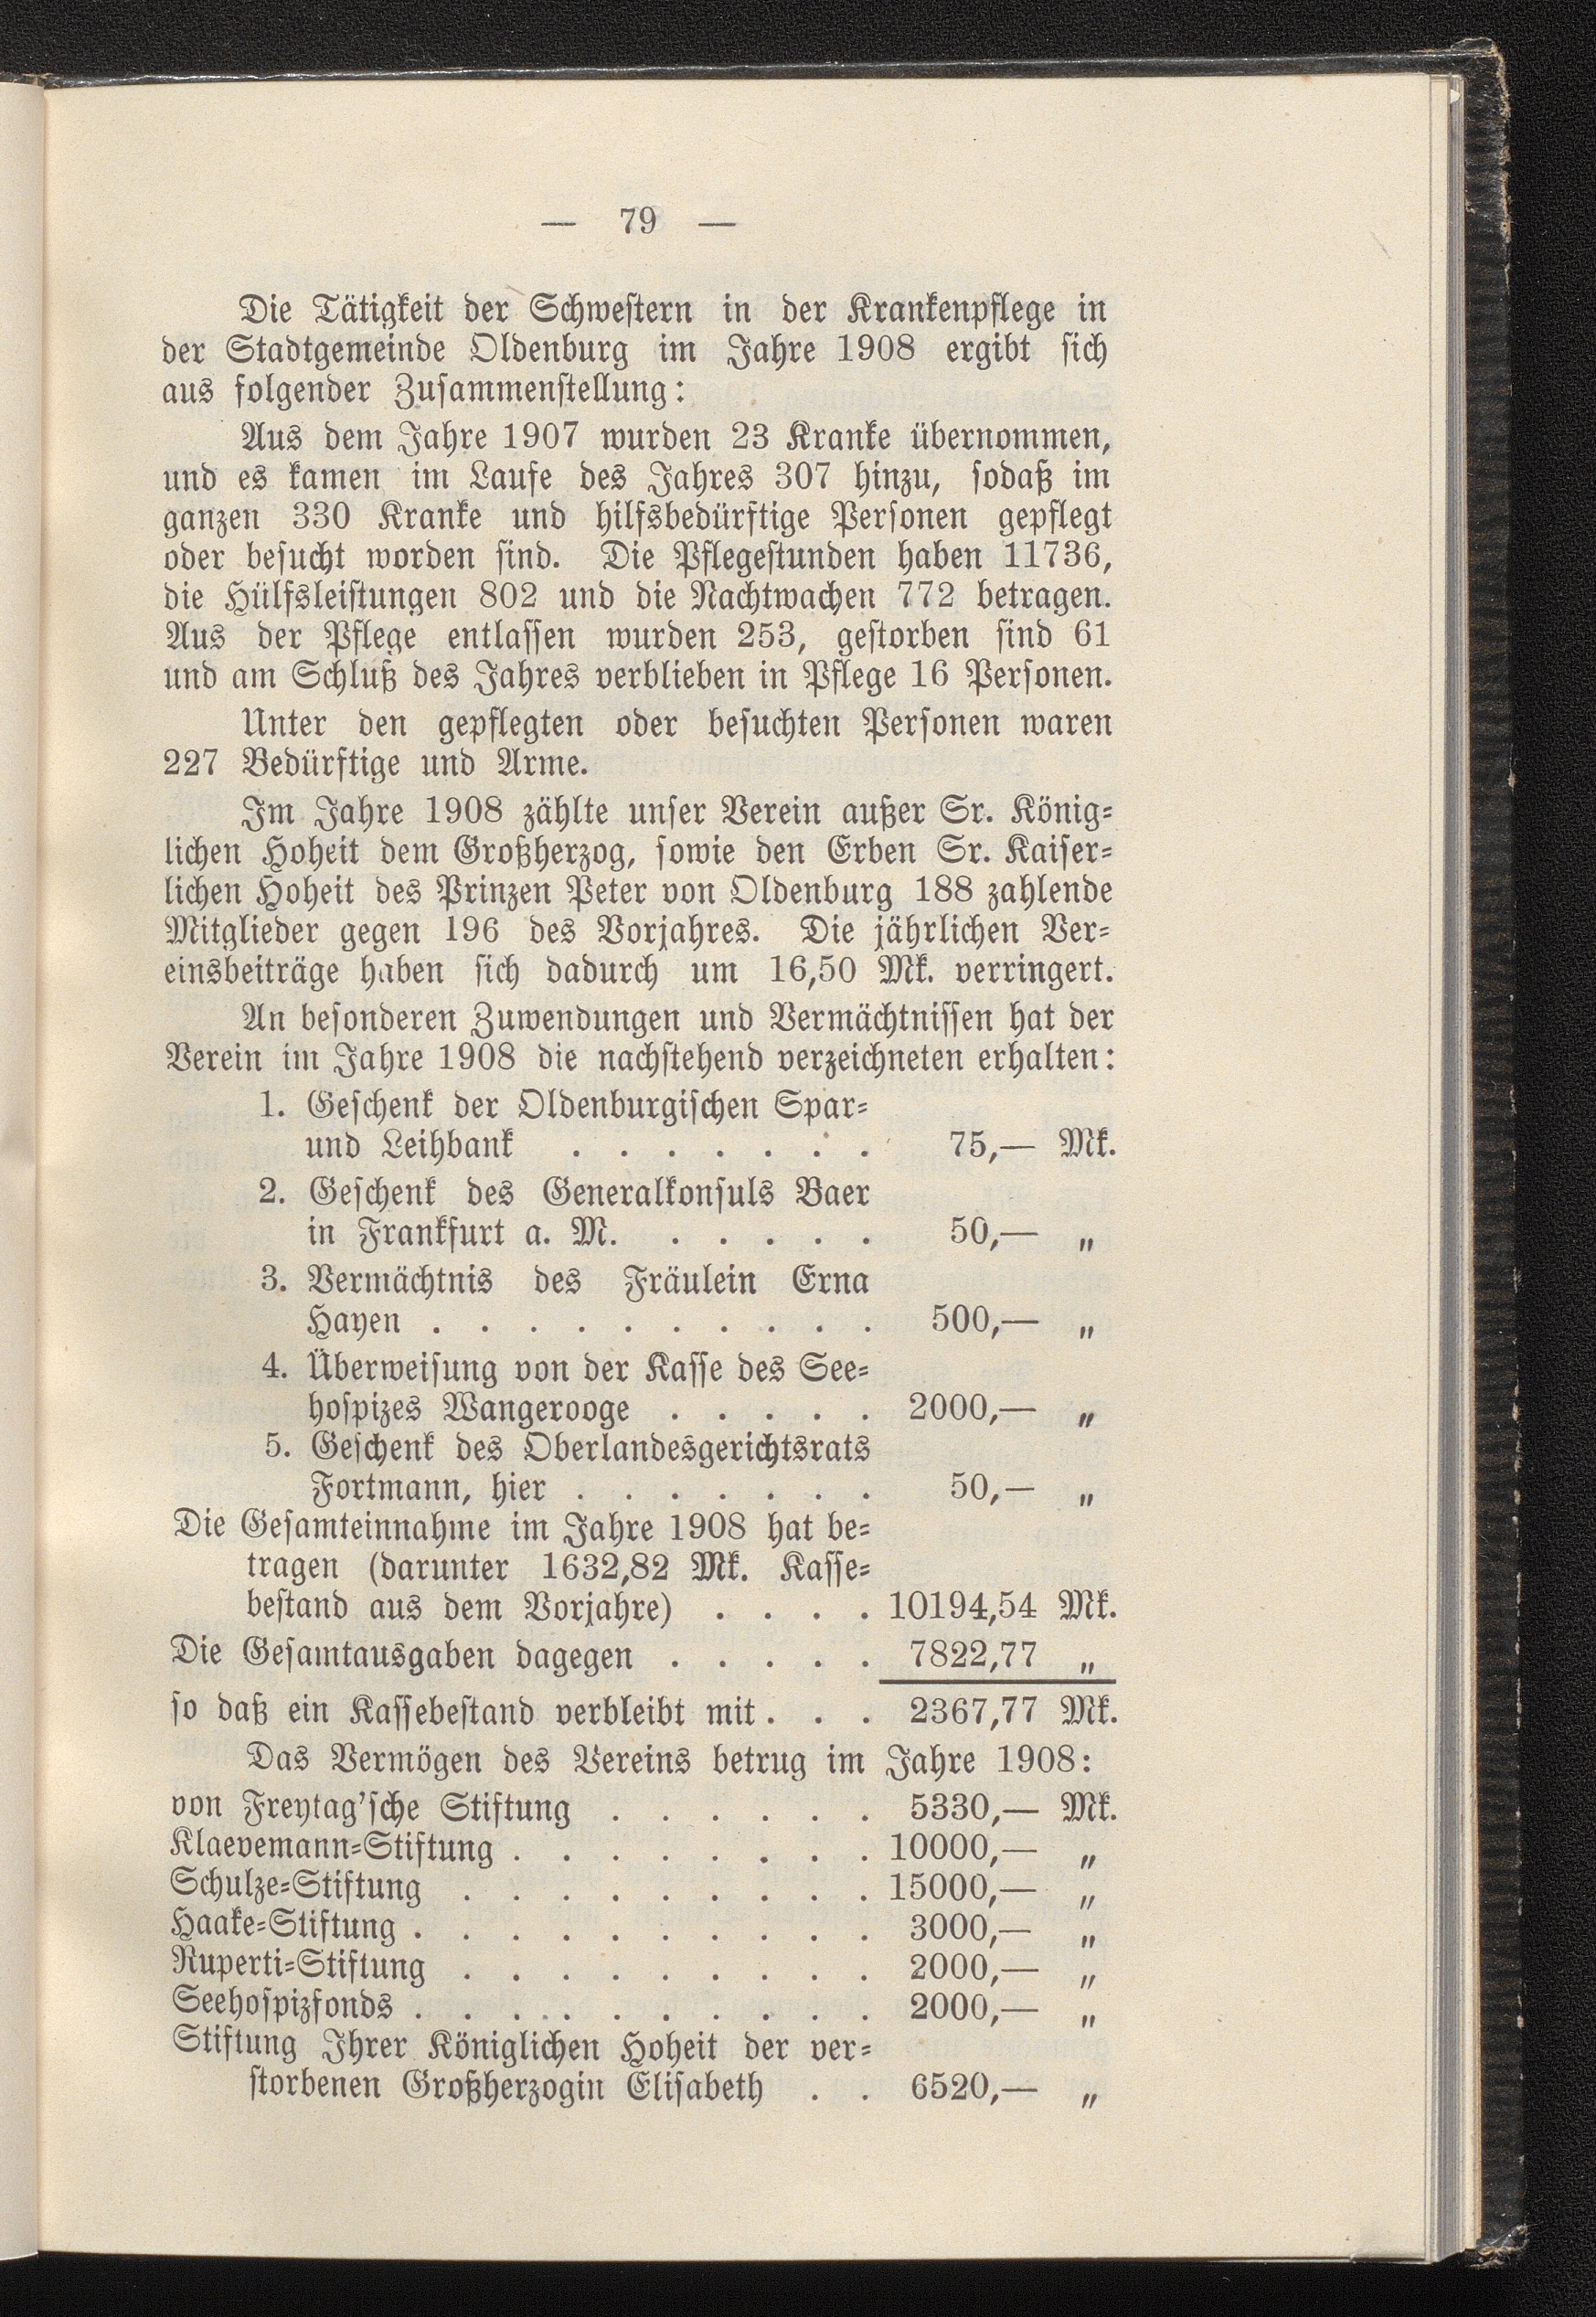 — 79 —
Die Tätigkeit der Schwestern in der Krankenpflege in
der Stadtgemeinde Oldenburg im Jahre 1908 ergibt sich
aus folgender Zusammenstellung:
Aus dem Jahre 1907 wurden 23 Kranke übernommen,
und es kamen im Laufe des Jahres 307 hinzu, sodaß im
ganzen 330 Kranke und hilfsbedürftige Personen gepflegt
oder besucht worden sind. Die Pflegestunden haben 11736,
die Hülfsleistungen 802 und die Nachtwachen 772 betragen.
Aus der Pflege entlassen wurden 253, gestorben sind 61
und am Schluß des Jahres verblieben in Pflege 16 Personen.
Unter den gepflegten oder besuchten Personen waren
227 Bedürftige und Arme.
Im Jahre 1908 zählte unser Verein außer Sr. König-
lichen Hoheit dem Großherzog, sowie den Erben Sr. Kaiser-
lichen Hoheit des Prinzen Peter von Oldenburg 188 zahlende
Mitglieder gegen 196 des Vorjahres. Die jährlichen Ver-
einsbeiträge haben sich dadurch um 16,50 Mk. verringert.
An besonderen Zuwendungen und Vermächtnissen hat der
Verein im Jahre 1908 die nachstehend verzeichneten erhalten:
1. Geschenk der Oldenburgischen Spar-
und Leihbank . . . . . . . 75,— Mk.
2. Geschenk des Generalkonsuls Baer
in Frankfurt a. M. . . . . . 50,— „
3. Vermächtnis des Fräulein Erna
Hayen . . . . . . . . . . 500,— „
4. Überweisung von der Kasse des See-
hospizes Wangerooge . . . . . 2000,— „
5. Geschenk des Oberlandesgerichtsrats
Fortmann, hier . . . . . . . 50,— „
Die Gesamteinnahme im Jahre 1908 hat be-
tragen (darunter 1632,82 Mk. Kasse-
bestand aus dem Vorjahre) . . . . 10194,54 Mk.
Die Gesamtausgaben dagegen . . . . . 7822,77 „
so daß ein Kassebestand verbleibt mit . . . 2367,77 Mk.
Das Vermögen des Vereins betrug im Jahre 1908:
von Freytag'sche Stiftung . . . . . . 5330,— Mk.
Klaevemann-Stiftung . . . . . . . . 10000,— „
Schulze-Stiftung . . . . . . . . . 15000,— „
Haake-Stiftung . . . . . . . . . . 3000,— „
Ruperti-Stiftung . . . . . . . . . 2000,— „
Seehospizfonds . . . . . . . . . . 2000,— „
Stiftung Ihrer Königlichen Hoheit der ver-
storbenen Großherzogin Elisabeth . . 6520,— „